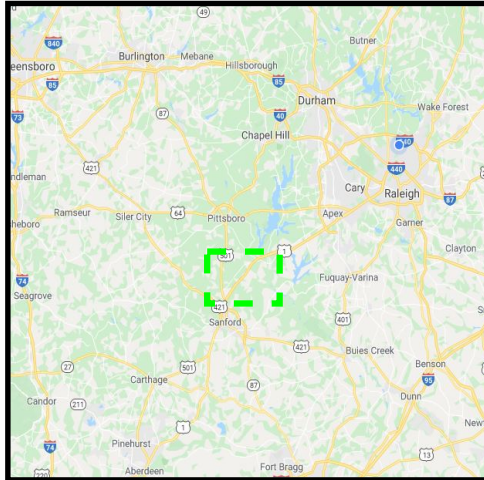 49
Butner
840
Burlington Mebane
Hillsborough
eensboro
85
85
Durham
Wake Forest
73
87
40
Chapel Hill
40
421
440
ndleman
Cary
Raleigh
87
Ramseur
Siler City
64
Pittsboro
Apex
heboro
Garner
501
1
Clayton
74
Fuquay-Varina
Seagrove
421
Sanford
401
421
Buies Creek
27
501
Benson
Carthage
87
95
Candor
211
Dunn
1
New
74
Pinehurst
13
220
Aberdeen
Fort Bragg